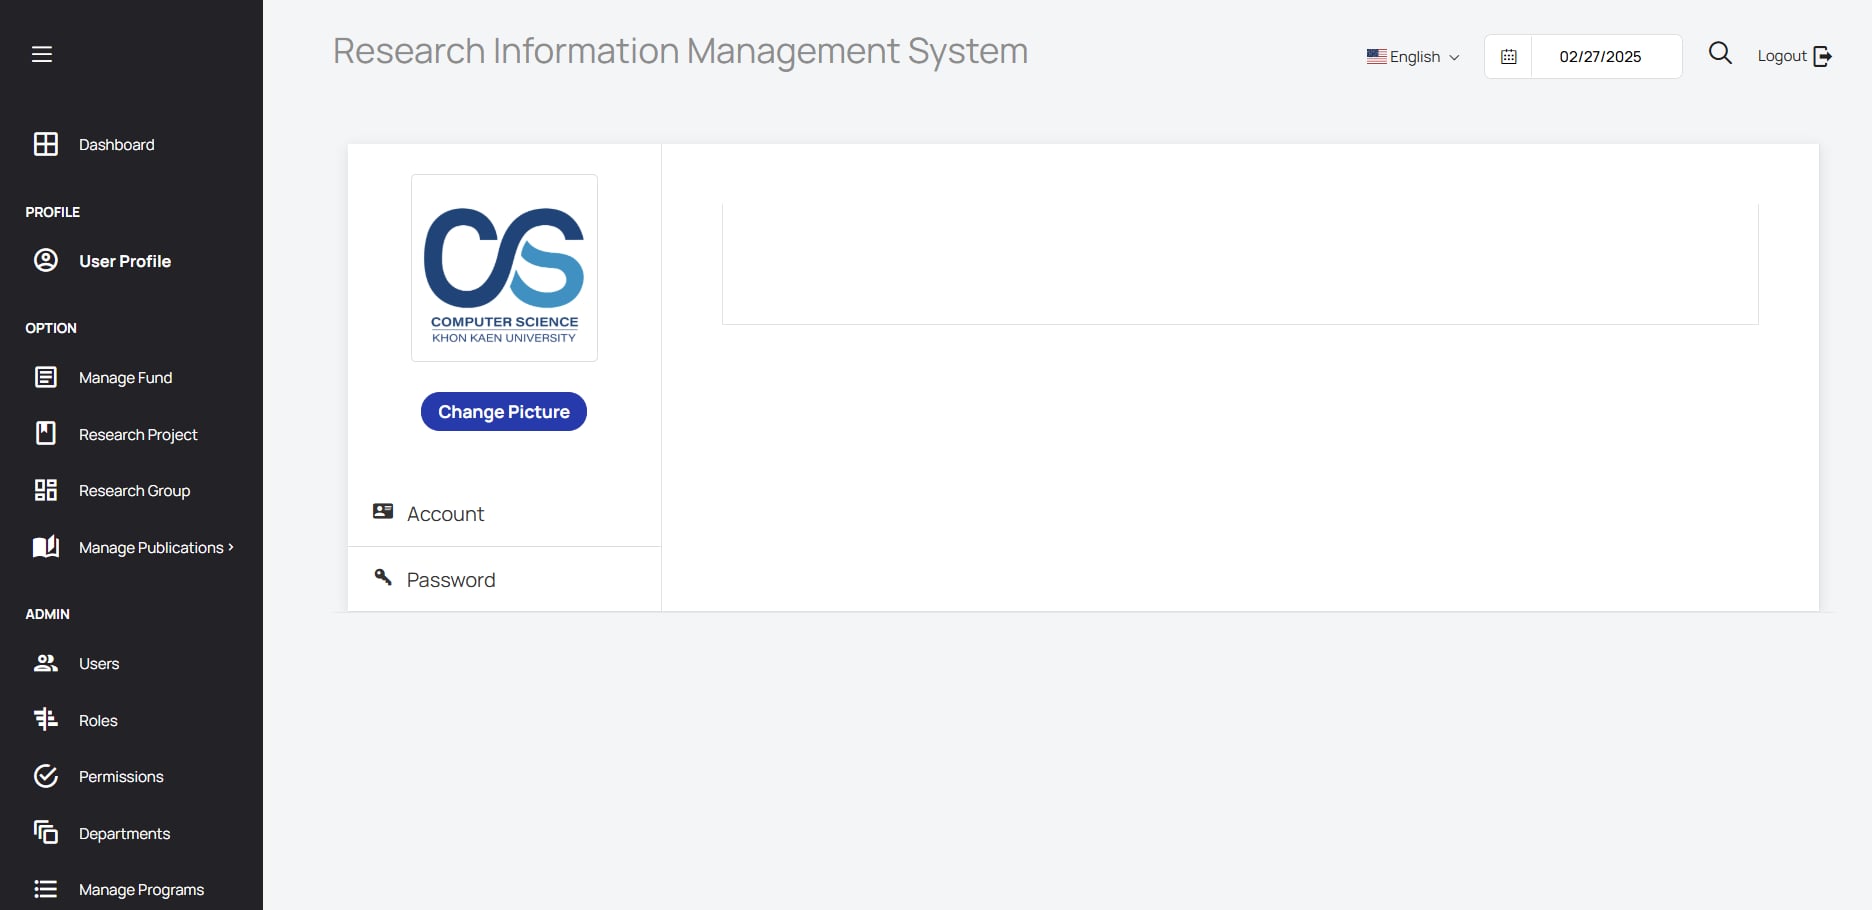 Research Information Management System
English
02/27/2025
Logout
Dashboard
PROFILE
User Profile
OPTION
Manage Fund
Research Project
Research Group
Manage Publications
ADMIN
Users
Roles
Permissions
Departments
Manage Programs
CS
COMPUTER SCIENCE
KHON KAEN UNIVERSITY
Change Picture
Account
Password